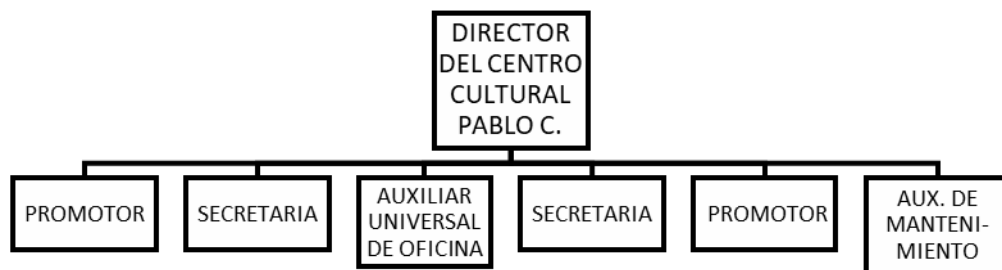 DIRECTOR
DEL CENTRO
CULTURAL
PABLO C.
PROMOTOR
SECRETARIA
AUXILIAR
UNIVERSAL
DE OFICINA
SECRETARIA
PROMOTOR
AUX. DE
MANTENI-
MIENTO